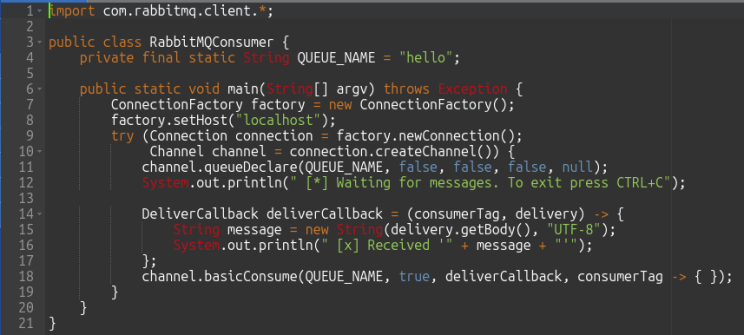 1 import com.rabbitmq.client.*;
2
3 public class RabbitMQConsumer {
4     private final static String QUEUE_NAME = "hello";
5
6     public static void main(String[] argv) throws Exception {
7         ConnectionFactory factory = new ConnectionFactory();
8         factory.setHost("localhost");
9         try (Connection connection = factory.newConnection();
10              Channel channel = connection.createChannel()) {
11             channel.queueDeclare(QUEUE_NAME, false, false, false, null);
12             System.out.println(" [*] Waiting for messages. To exit press CTRL+C");
13
14             DeliverCallback deliverCallback = (consumerTag, delivery) -> {
15                 String message = new String(delivery.getBody(), "UTF-8");
16                 System.out.println(" [x] Received '" + message + "'");
17             };
18             channel.basicConsume(QUEUE_NAME, true, deliverCallback, consumerTag -> { });
19         }
20     }
21 }